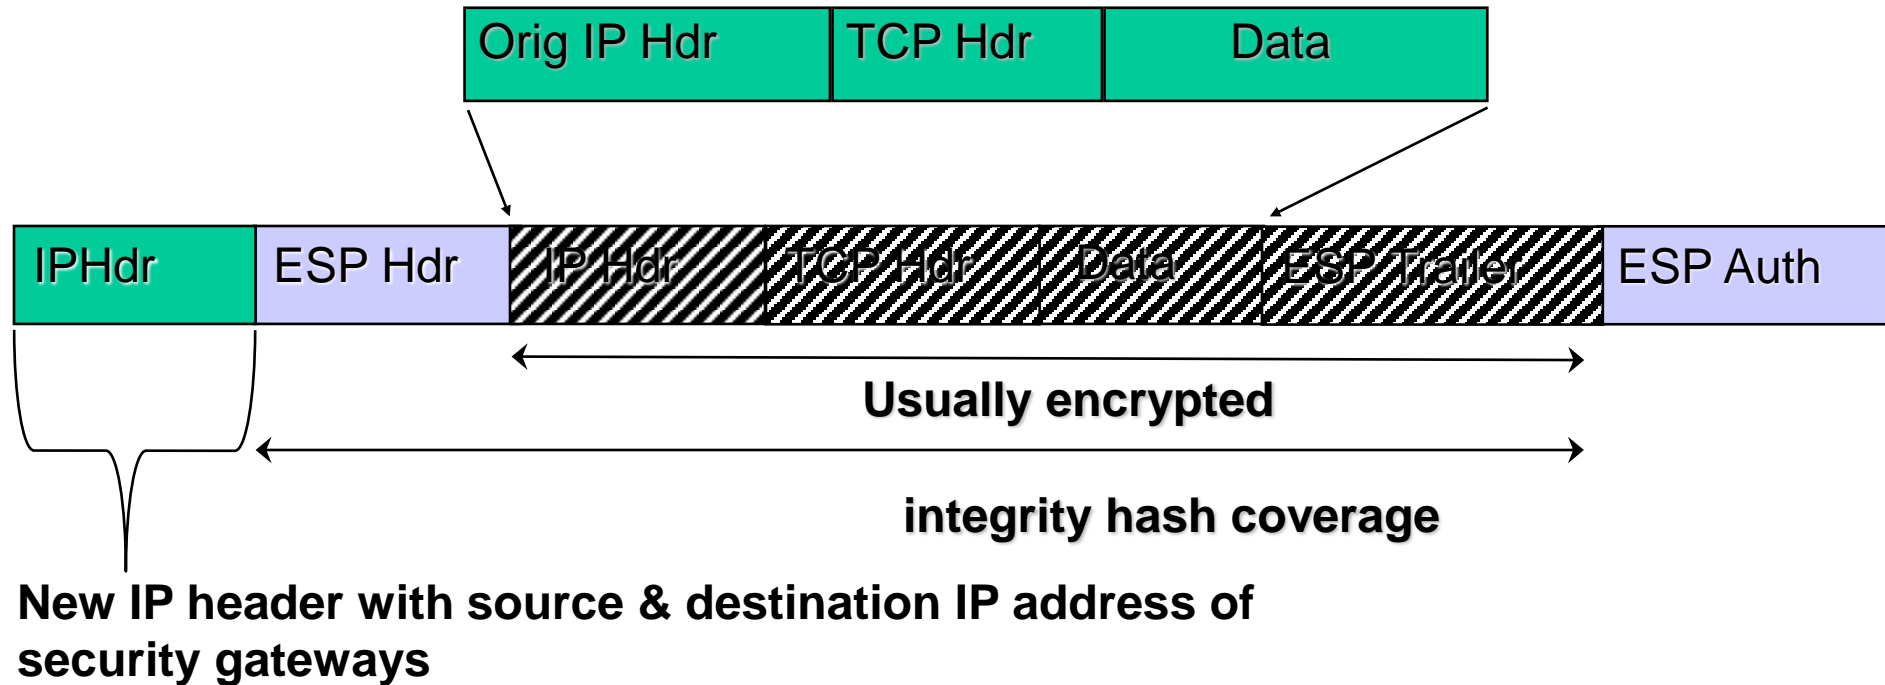 Orig IP Hdr TCP Hdr Data
IPHdr ESP Hdr IP Hdr TCP Hdr Data ESP Trailer ESP Auth
Usually encrypted
integrity hash coverage
New IP header with source & destination IP address of
security gateways